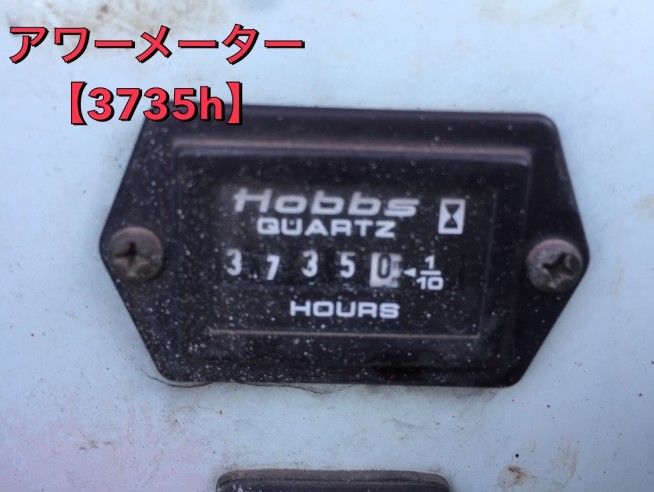 アワーメーター
【3735h】
Hobbs
QUARTZ
3 7 3 5 0 1/10
HOURS